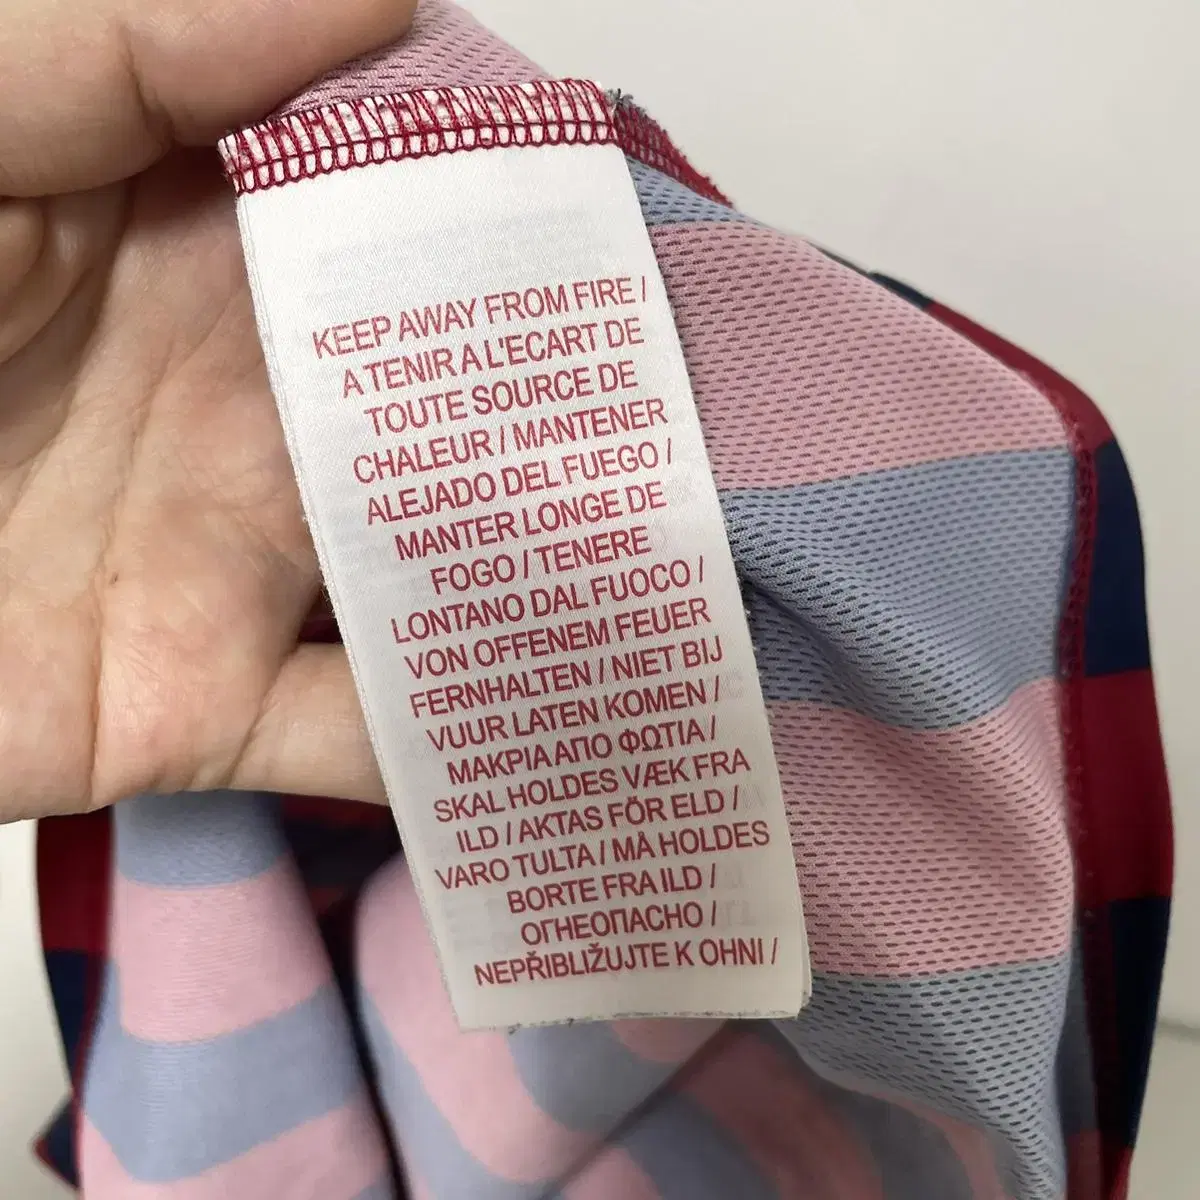 KEEP AWAY FROM FIRE /
A TENIR A L'ECART DE
TOUTE SOURCE DE
CHALEUR / MANTENER
ALEJADO DEL FUEGO /
MANTER LONGE DE
FOGO / TENERE
LONTANO DAL FUOCO /
VON OFFENEM FEUER
FERNHALTEN / NIET BIJ
VUUR LATEN KOMEN /
ΜΑΚΡΙΑ ΑΠΟ ΦΩΤΙΑ /
SKAL HOLDES VÆK FRA
ILD / AKTAS FÖR ELD /
VARO TULTA / MÅ HOLDES
BORTE FRA ILD /
ОГНЕОПАСНО /
NEPŘIBLIŽUJTE K OHNI /